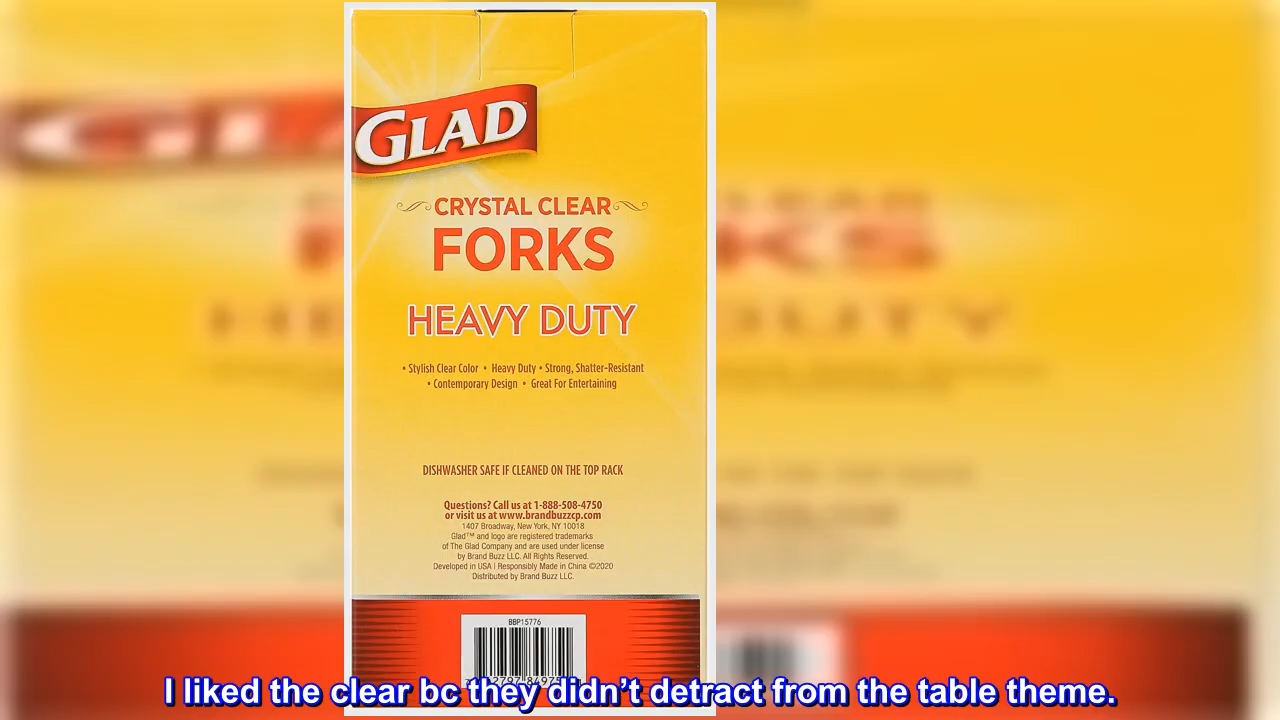 GLAD
CRYSTAL CLEAR
FORKS
HEAVY DUTY
• Stylish Clear Color • Heavy Duty • Strong, Shatter-Resistant
• Contemporary Design • Great For Entertaining
DISHWASHER SAFE IF CLEANED ON THE TOP RACK
Questions? Call us at 1-888-508-4750
or visit us at www.brandbuzzcp.com
1407 Broadway, New York, NY 10018
Glad™ and logo are registered trademarks
of The Glad Company and are used under license
by Brand Buzz LLC. All Rights Reserved.
Developed in USA | Responsibly Made in China ©2020
Distributed by Brand Buzz LLC.
BBP15776
I liked the clear bc they didn’t detract from the table theme.